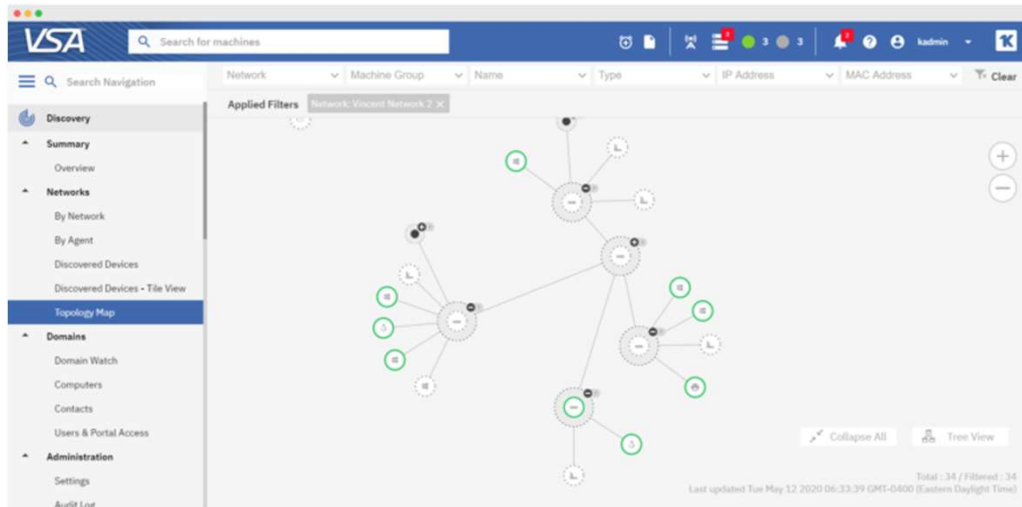 VSA
Search for machines
3
3
kadmin
Search Navigation
Network
Machine Group
Name
Type
IP Address
MAC Address
Clear
Applied Filters
Network: Vincent Network 2
Discovery
Summary
Overview
Networks
By Network
By Agent
Discovered Devices
Discovered Devices - Tile View
Topology Map
Domains
Domain Watch
Computers
Contacts
Users & Portal Access
Administration
Settings
Audit Log
Collapse All
Tree View
Total : 34 / Filtered : 34
Last updated Tue May 12 2020 06:33:39 GMT-0400 (Eastern Daylight Time)